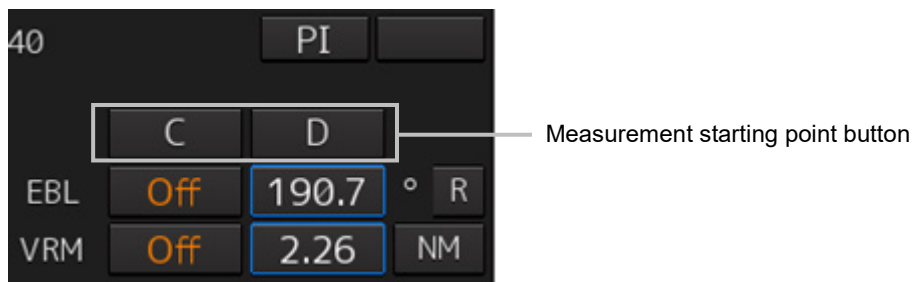 40 PI
C D Measurement starting point button
EBL Off 190.7 ° R
VRM Off 2.26 NM